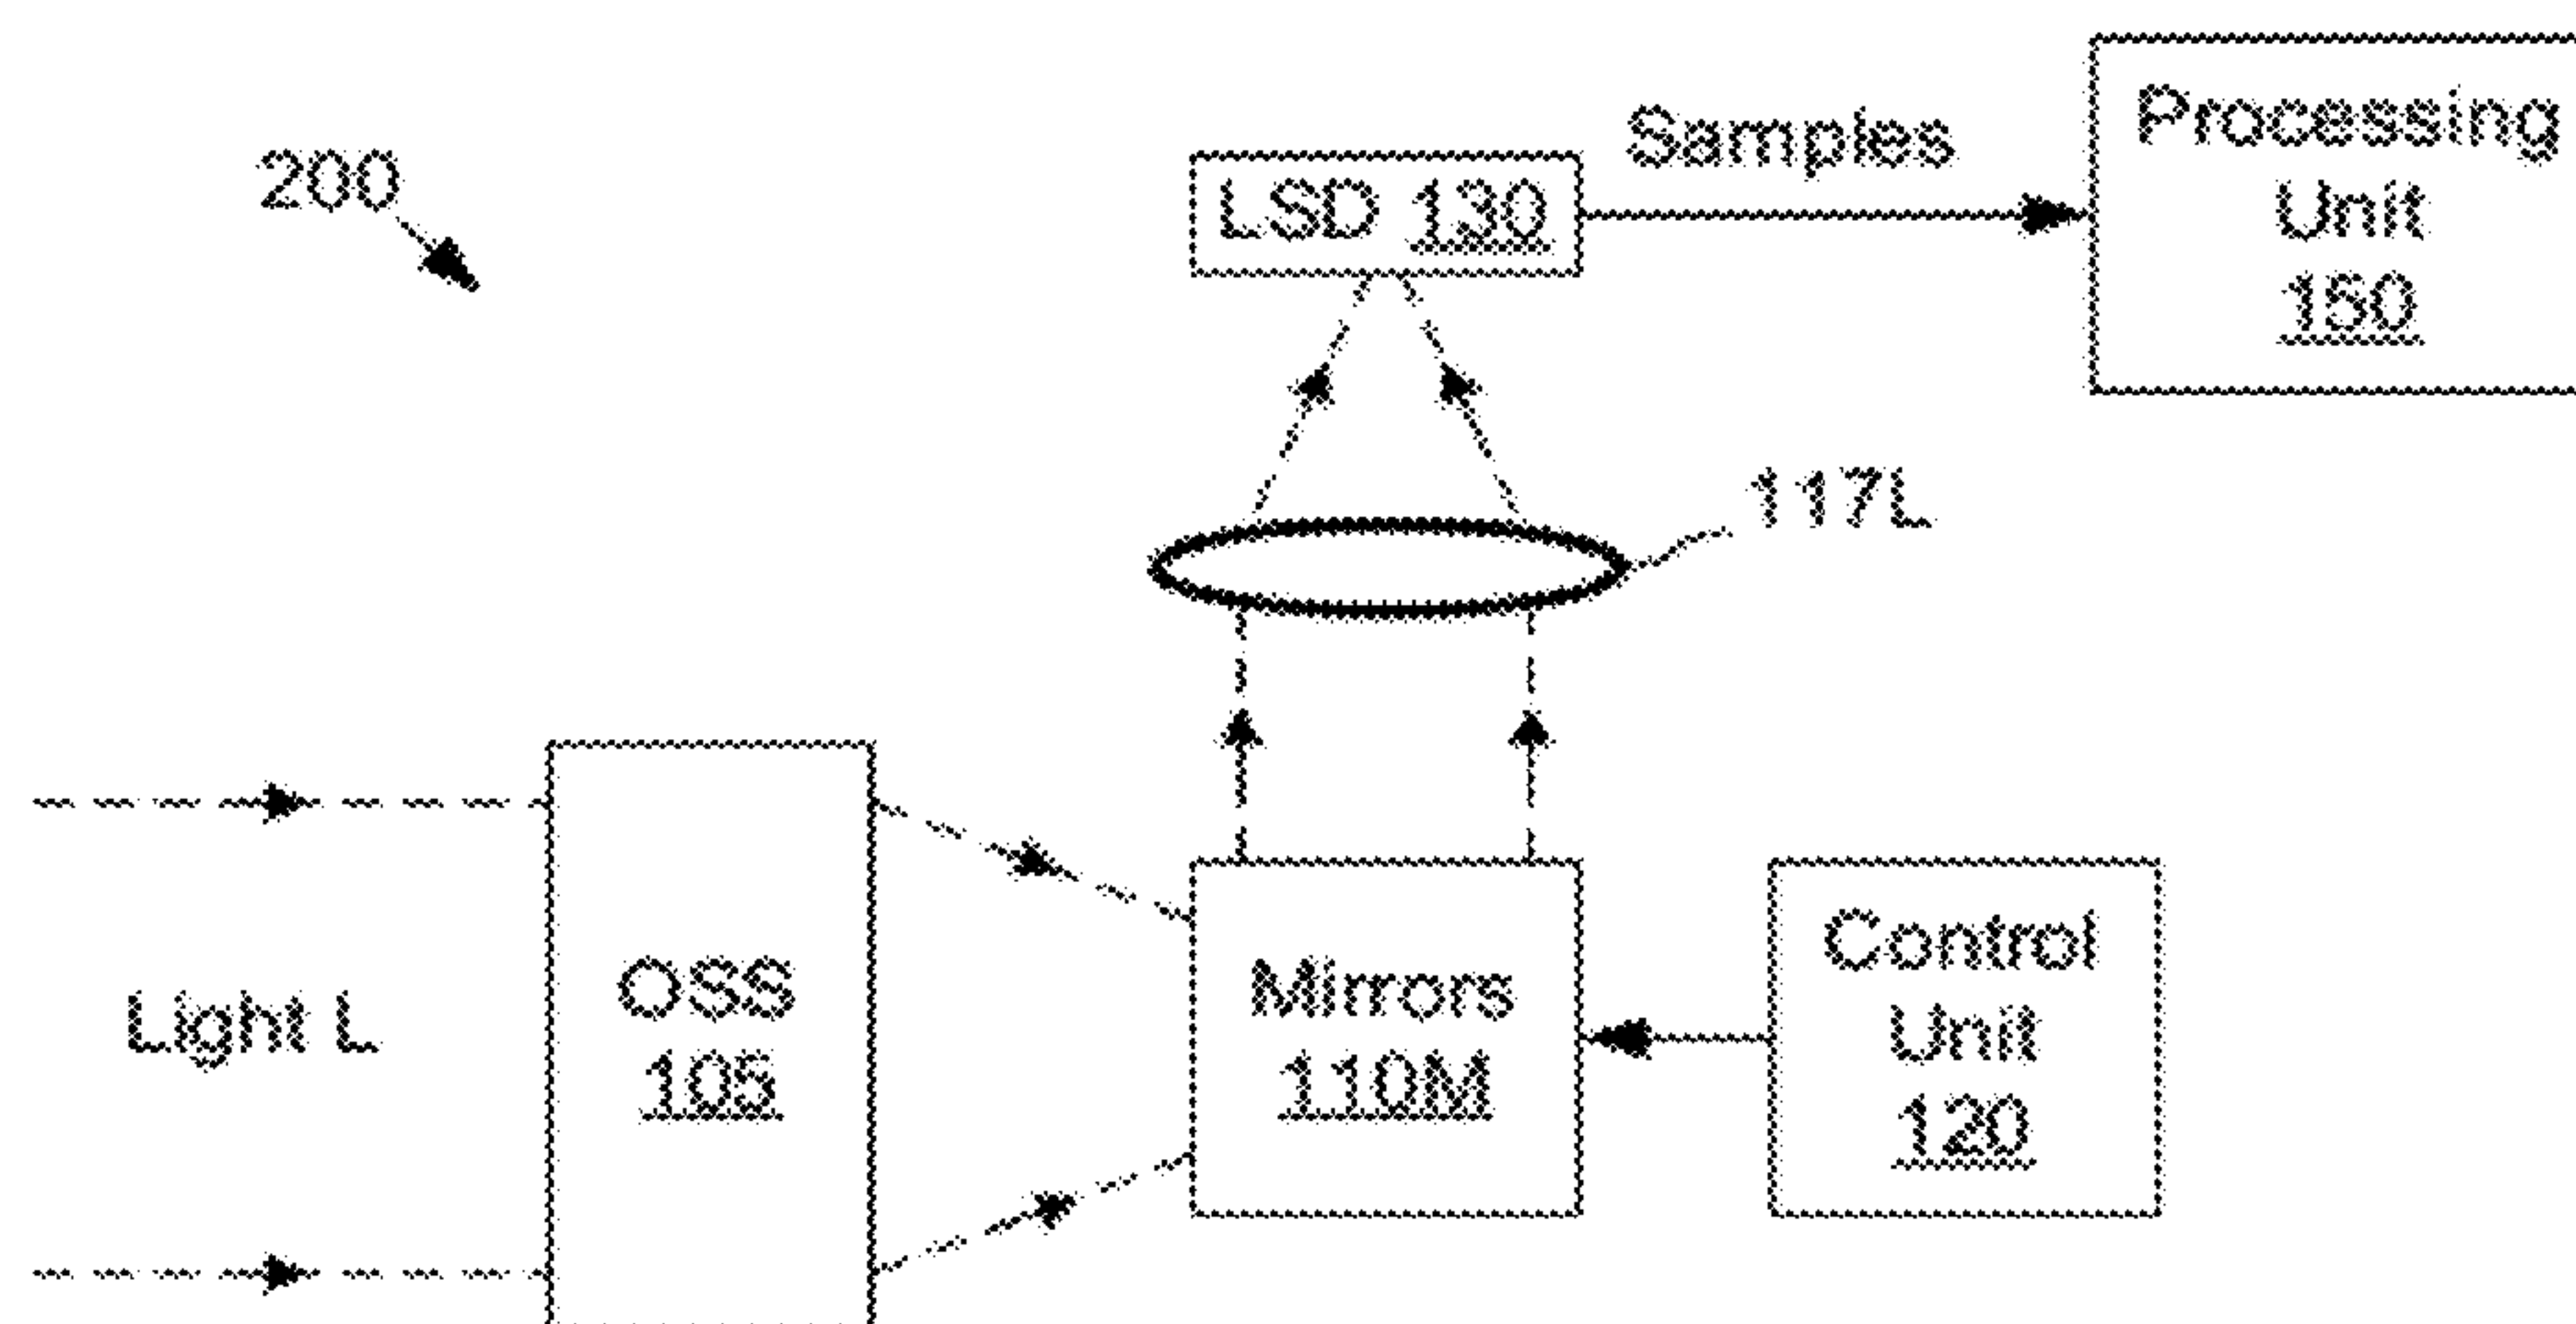 200
LSD 130
Samples
Processing
Unit
150
117L
Light L
OSS
105
Mirrors
110M
Control
Unit
120